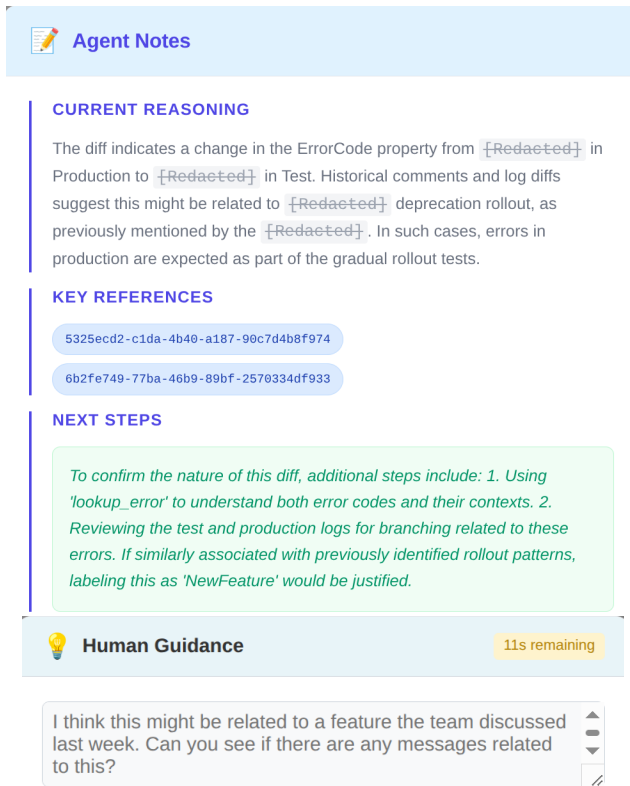 Agent Notes
CURRENT REASONING
The diff indicates a change in the ErrorCode property from [Redacted] in
Production to [Redacted] in Test. Historical comments and log diffs
suggest this might be related to [Redacted] deprecation rollout, as
previously mentioned by the [Redacted]. In such cases, errors in
production are expected as part of the gradual rollout tests.
KEY REFERENCES
5325ecd2-c1da-4b40-a187-90c7d4b8f974
6b2fe749-77ba-46b9-89bf-2570334df933
NEXT STEPS
To confirm the nature of this diff, additional steps include: 1. Using
'lookup_error' to understand both error codes and their contexts. 2.
Reviewing the test and production logs for branching related to these
errors. If similarly associated with previously identified rollout patterns,
labeling this as 'NewFeature' would be justified.
Human Guidance
11s remaining
I think this might be related to a feature the team discussed
last week. Can you see if there are any messages related
to this?